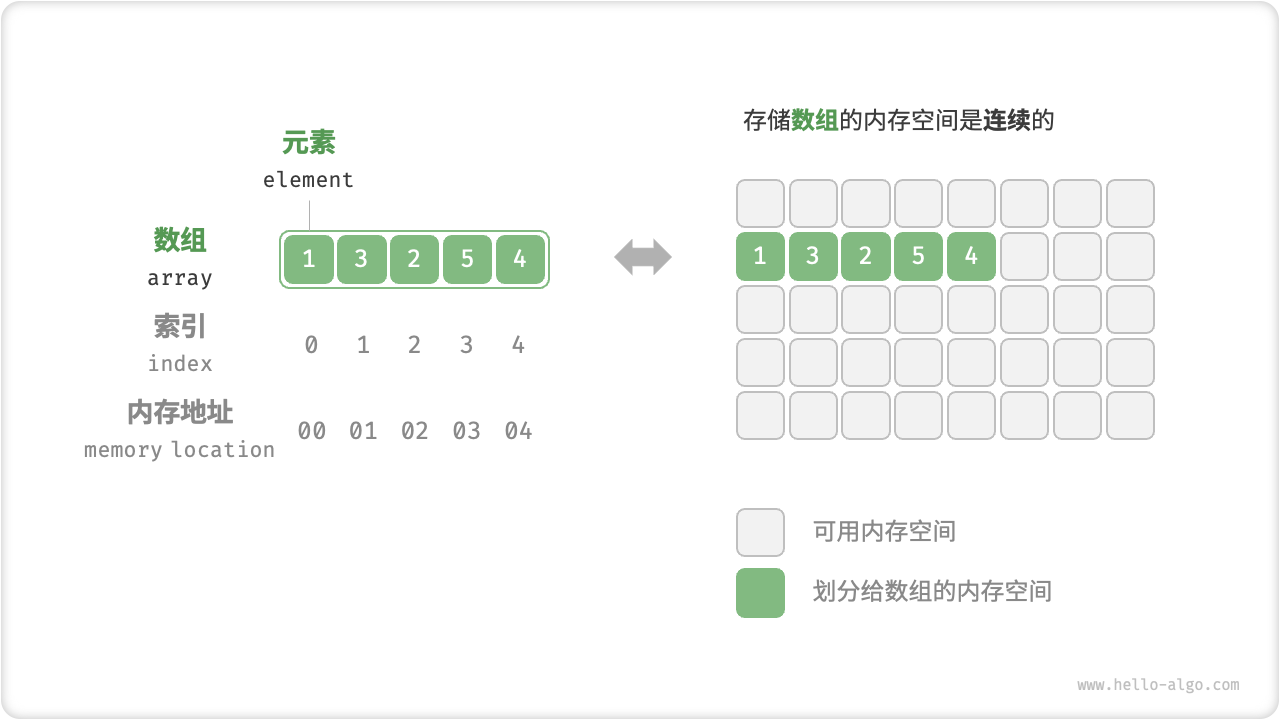 元素
element
数组
array
1 3 2 5 4
索引
index
0 1 2 3 4
内存地址
memory location
00 01 02 03 04
存储数组的内存空间是连续的
1 3 2 5 4
可用内存空间
划分给数组的内存空间
www.hello-algo.com